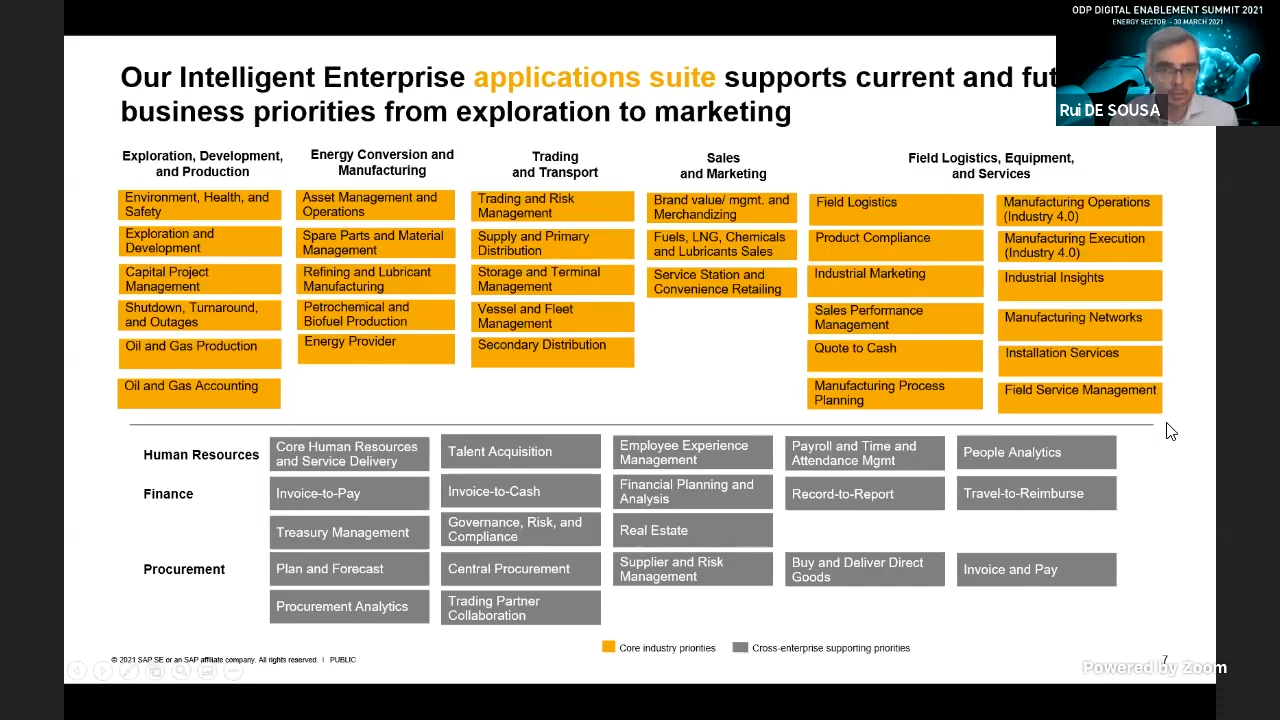 ODP DIGITAL ENABLEMENT SUMMIT 2021
ENERGY SECTOR - 30 MARCH 2021
Rui DE SOUSA
Our Intelligent Enterprise applications suite supports current and fut
business priorities from exploration to marketing
Exploration, Development,
and Production
Environment, Health, and
Safety
Exploration and
Development
Capital Project
Management
Shutdown, Turnaround,
and Outages
Oil and Gas Production
Oil and Gas Accounting
Energy Conversion and
Manufacturing
Asset Management and
Operations
Spare Parts and Material
Management
Refining and Lubricant
Manufacturing
Petrochemical and
Biofuel Production
Energy Provider
Trading
and Transport
Trading and Risk
Management
Supply and Primary
Distribution
Storage and Terminal
Management
Vessel and Fleet
Management
Secondary Distribution
Sales
and Marketing
Brand value/ mgmt. and
Merchandizing
Fuels, LNG, Chemicals
and Lubricants Sales
Service Station and
Convenience Retailing
Field Logistics, Equipment,
and Services
Field Logistics
Product Compliance
Industrial Marketing
Sales Performance
Management
Quote to Cash
Manufacturing Process
Planning
Manufacturing Operations
(Industry 4.0)
Manufacturing Execution
(Industry 4.0)
Industrial Insights
Manufacturing Networks
Installation Services
Field Service Management
Human Resources
Core Human Resources
and Service Delivery
Talent Acquisition
Employee Experience
Management
Payroll and Time and
Attendance Mgmt
People Analytics
Finance
Invoice-to-Pay
Invoice-to-Cash
Financial Planning and
Analysis
Record-to-Report
Travel-to-Reimburse
Treasury Management
Governance, Risk, and
Compliance
Real Estate
Procurement
Plan and Forecast
Central Procurement
Supplier and Risk
Management
Buy and Deliver Direct
Goods
Invoice and Pay
Procurement Analytics
Trading Partner
Collaboration
Core industry priorities
Cross-enterprise supporting priorities
© 2021 SAP SE or an SAP affiliate company. All rights reserved. I PUBLIC
7
Powered by Zoom